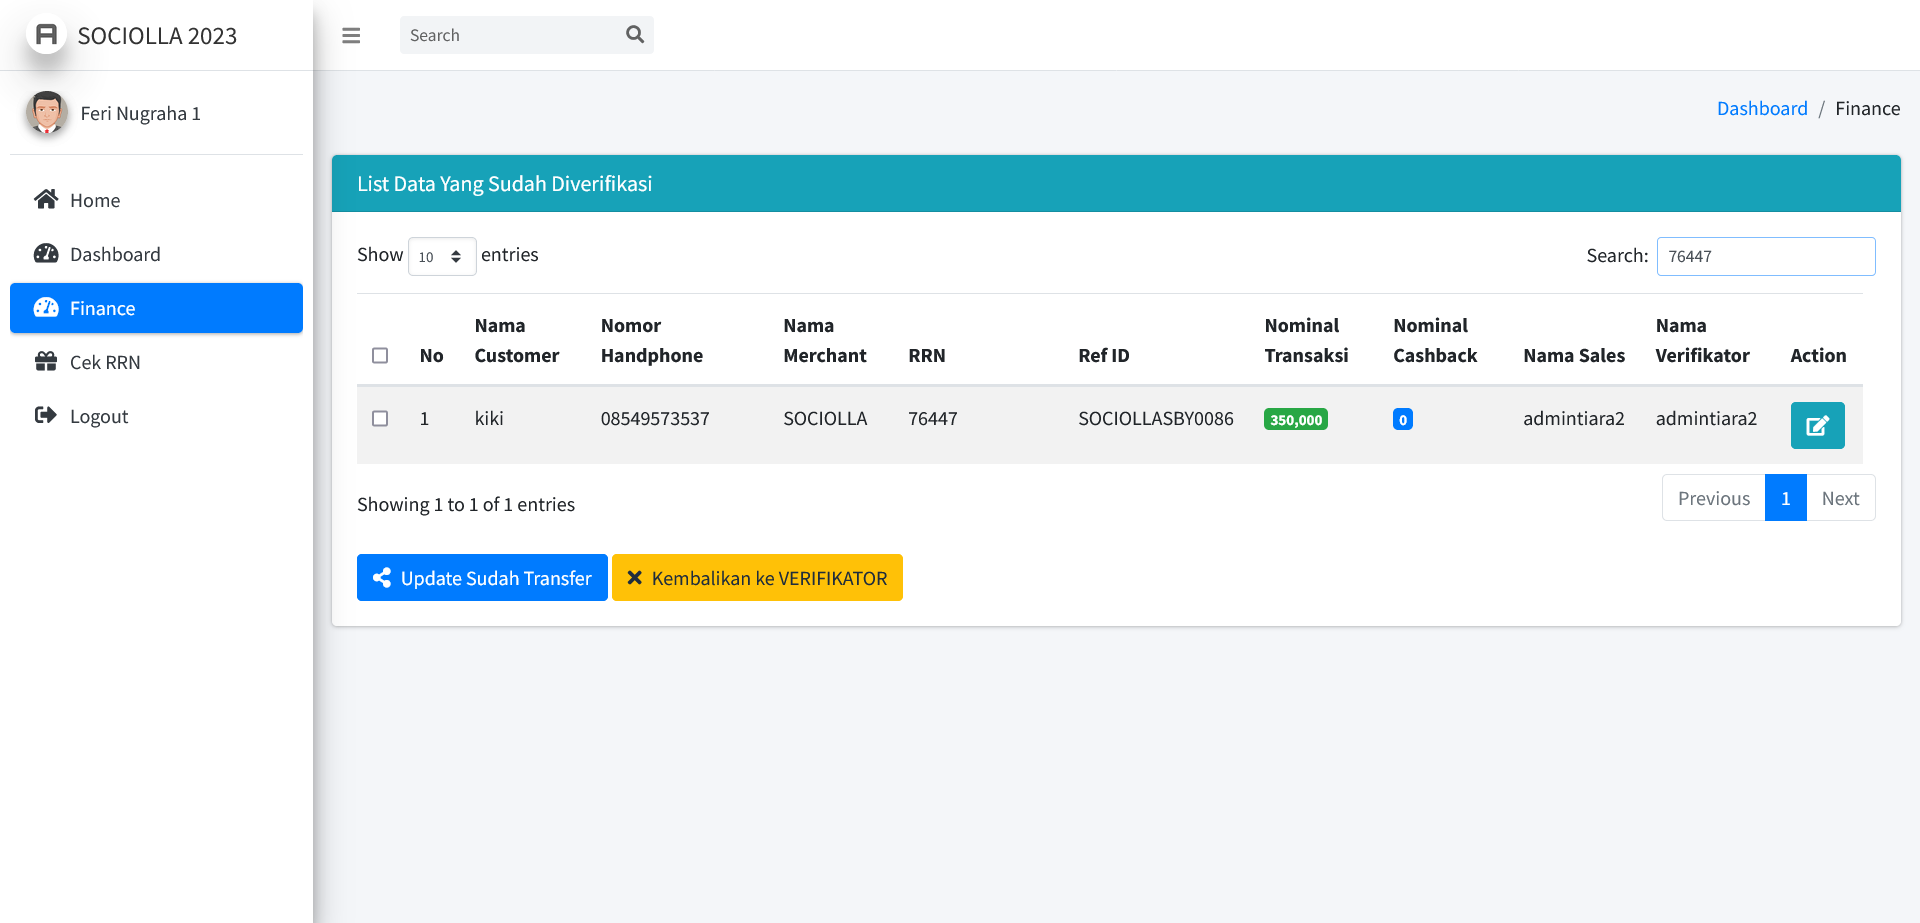 SOCIOLLA 2023
Search
Feri Nugraha 1
Dashboard / Finance
Home
Dashboard
Finance
Cek RRN
Logout
List Data Yang Sudah Diverifikasi
Show 10 entries
Search: 76447
No
Nama Customer
Nomor Handphone
Nama Merchant
RRN
Ref ID
Nominal Transaksi
Nominal Cashback
Nama Sales
Nama Verifikator
Action
1 kiki 08549573537 SOCIOLLA 76447 SOCIOLLASBY0086 350,000 0 admintiara2 admintiara2
Showing 1 to 1 of 1 entries
Previous 1 Next
Update Sudah Transfer
Kembalikan ke VERIFIKATOR